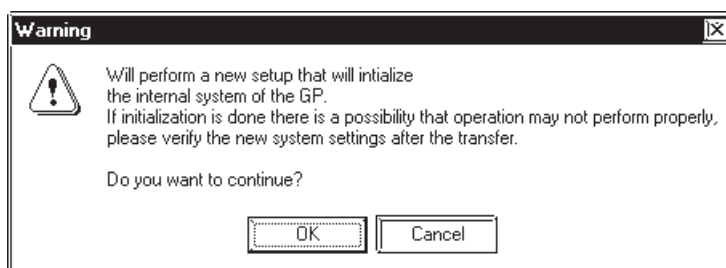 Warning
Will perform a new setup that will intialize
the internal system of the GP.
If initialization is done there is a possibility that operation may not perform properly,
please verify the new system settings after the transfer.
Do you want to continue?
OK
Cancel